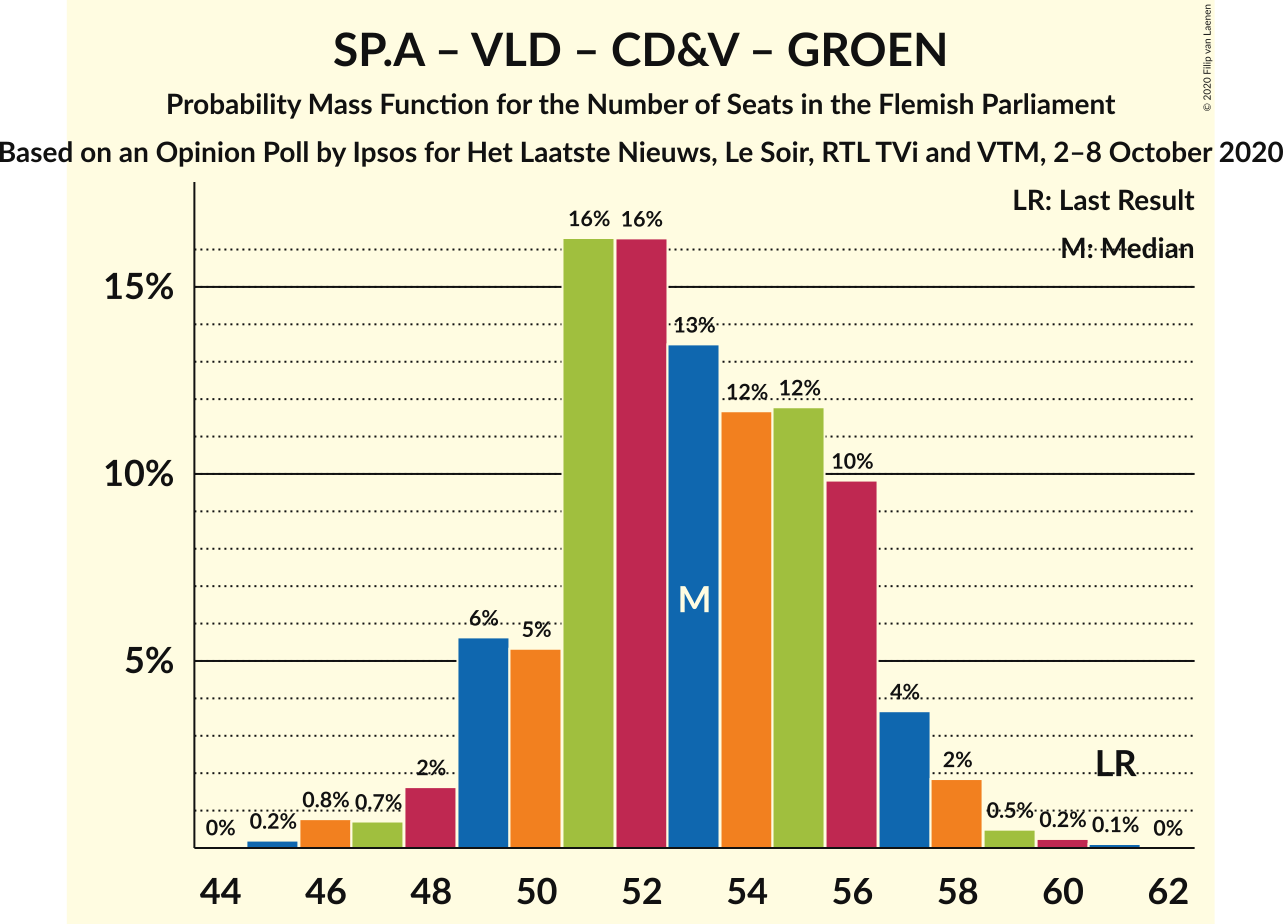 SP.A – VLD – CD&V – GROEN
Probability Mass Function for the Number of Seats in the Flemish Parliament
Based on an Opinion Poll by Ipsos for Het Laatste Nieuws, Le Soir, RTL TVi and VTM, 2–8 October 2020
© 2020 Filip van Laenen
LR: Last Result
M: Median
16% 16%
15%
13%
12% 12%
10%
10%
M
6% 5%
5%
4%
2% 2%
LR
0.8% 0.7% 0.5%
0% 0.2% 0.2% 0.1% 0%
44 46 48 50 52 54 56 58 60 62